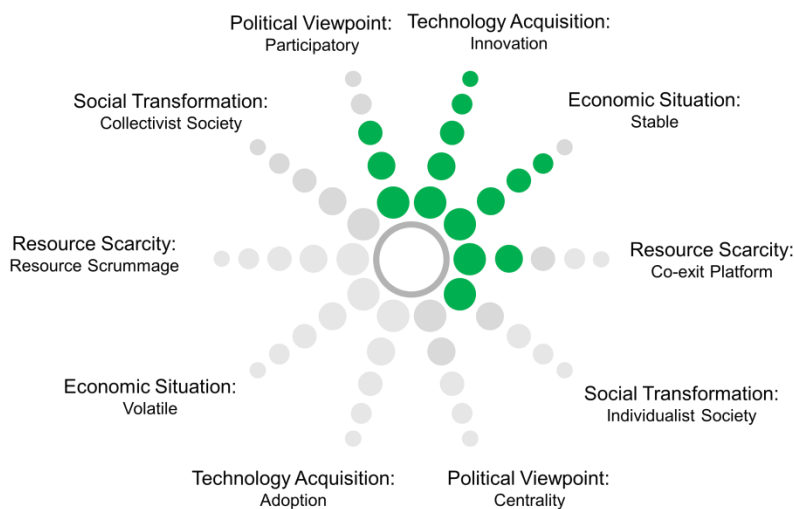 Political Viewpoint:
Participatory
Technology Acquisition:
Innovation
Social Transformation:
Collectivist Society
Economic Situation:
Stable
Resource Scarcity:
Resource Scrummage
Resource Scarcity:
Co-exit Platform
Economic Situation:
Volatile
Social Transformation:
Individualist Society
Technology Acquisition:
Adoption
Political Viewpoint:
Centrality